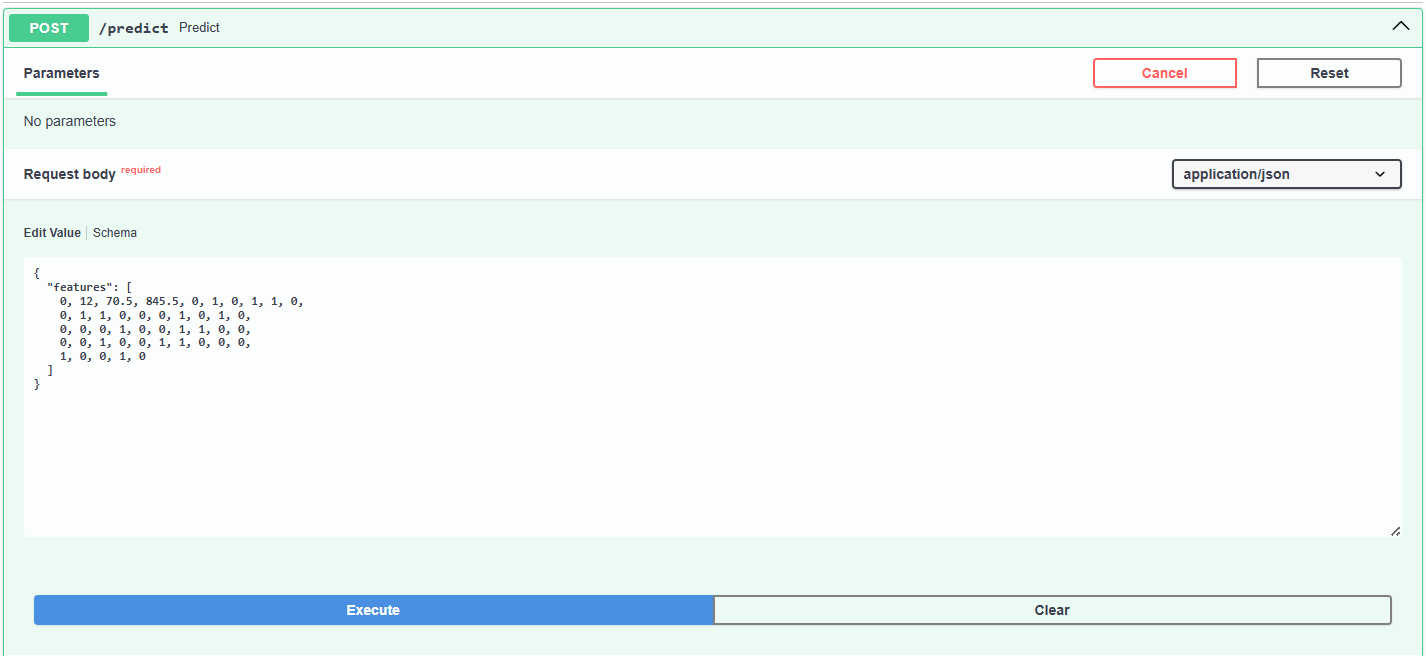 POST /predict Predict
Parameters Cancel Reset
No parameters
Request body required application/json
Edit Value Schema
{
  "features": [
    0, 12, 70.5, 845.5, 0, 1, 0, 1, 1, 0,
    0, 1, 1, 0, 0, 0, 1, 0, 1, 0,
    0, 0, 0, 1, 0, 0, 1, 1, 0, 0,
    0, 0, 1, 0, 0, 1, 1, 0, 0, 0,
    1, 0, 0, 1, 0
  ]
}
Execute Clear